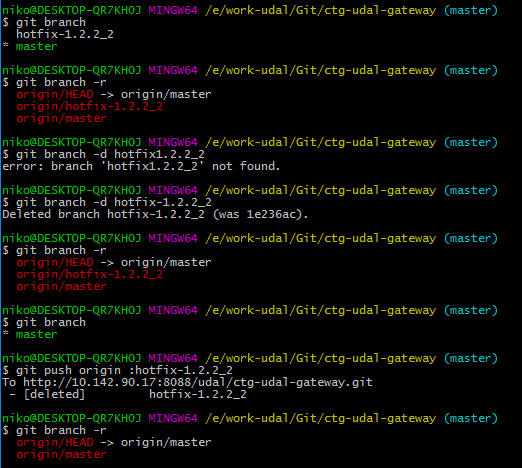 niko@DESKTOP-QR7KHOJ MINGW64 /e/work-udal/Git/ctg-udal-gateway (master)
$ git branch
  hotfix-1.2.2_2
* master
niko@DESKTOP-QR7KHOJ MINGW64 /e/work-udal/Git/ctg-udal-gateway (master)
$ git branch -r
  origin/HEAD -> origin/master
  origin/hotfix-1.2.2_2
  origin/master
niko@DESKTOP-QR7KHOJ MINGW64 /e/work-udal/Git/ctg-udal-gateway (master)
$ git branch -d hotfix1.2.2_2
error: branch 'hotfix1.2.2_2' not found.
niko@DESKTOP-QR7KHOJ MINGW64 /e/work-udal/Git/ctg-udal-gateway (master)
$ git branch -d hotfix-1.2.2_2
Deleted branch hotfix-1.2.2_2 (was 1e236ac).
niko@DESKTOP-QR7KHOJ MINGW64 /e/work-udal/Git/ctg-udal-gateway (master)
$ git branch -r
  origin/HEAD -> origin/master
  origin/hotfix-1.2.2_2
  origin/master
niko@DESKTOP-QR7KHOJ MINGW64 /e/work-udal/Git/ctg-udal-gateway (master)
$ git branch
* master
niko@DESKTOP-QR7KHOJ MINGW64 /e/work-udal/Git/ctg-udal-gateway (master)
$ git push origin :hotfix-1.2.2_2
To http://10.142.90.17:8088/udal/ctg-udal-gateway.git
 - [deleted]         hotfix-1.2.2_2
niko@DESKTOP-QR7KHOJ MINGW64 /e/work-udal/Git/ctg-udal-gateway (master)
$ git branch -r
  origin/HEAD -> origin/master
  origin/master